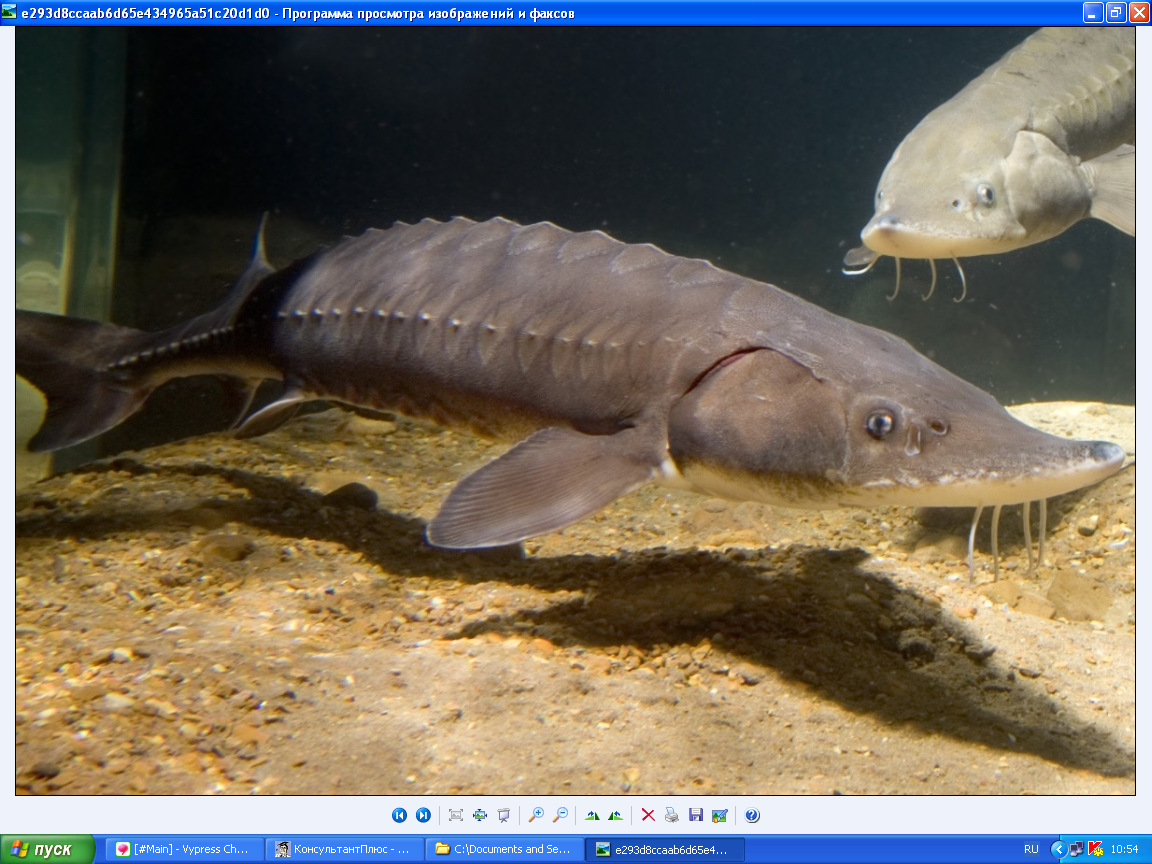 e293d8ccaab6d65e434965a51c20d1d0 - Программа просмотра изображений и факсов
пуск
[#Main] - Vypress Ch...
КонсультантПлюс - ...
C:\Documents and Se...
e293d8ccaab6d65e4...
RU
10:54